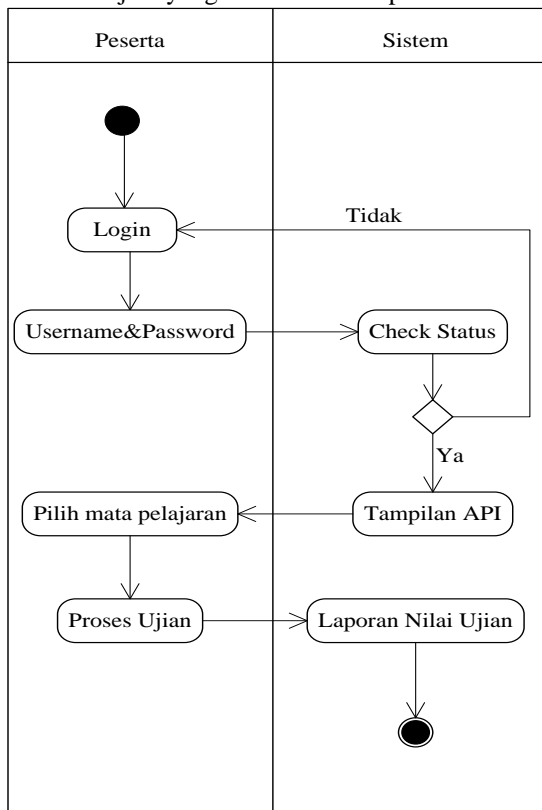 Peserta
Sistem
Tidak
Login
Username&Password
Check Status
Ya
Pilih mata pelajaran
Tampilan API
Proses Ujian
Laporan Nilai Ujian